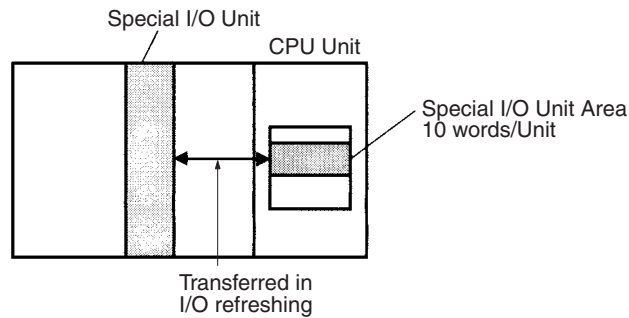 Special I/O Unit
CPU Unit
Special I/O Unit Area
10 words/Unit
Transferred in
I/O refreshing